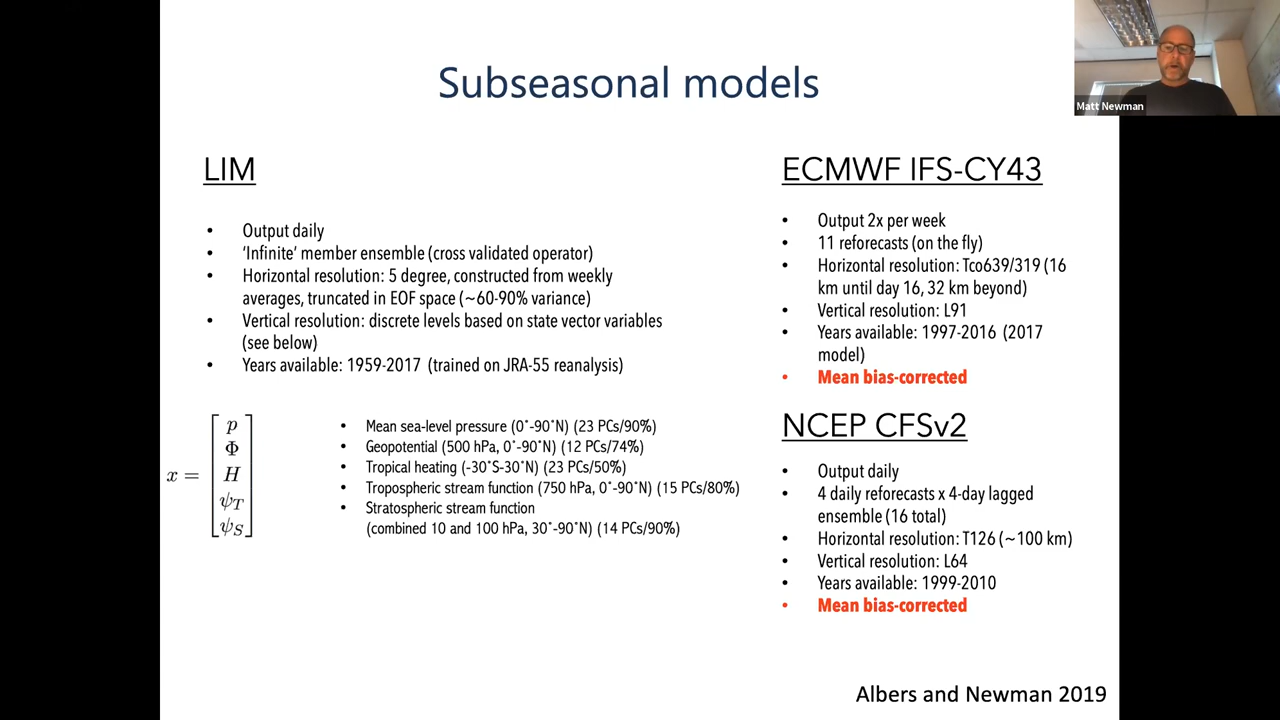 Subseasonal models
Matt Newman
LIM
• Output daily
• ‘Infinite’ member ensemble (cross validated operator)
• Horizontal resolution: 5 degree, constructed from weekly
averages, truncated in EOF space (~60-90% variance)
• Vertical resolution: discrete levels based on state vector variables
(see below)
• Years available: 1959-2017 (trained on JRA-55 reanalysis)
x =
p
Φ
H
ψT
ψS
• Mean sea-level pressure (0˚-90˚N) (23 PCs/90%)
• Geopotential (500 hPa, 0˚-90˚N) (12 PCs/74%)
• Tropical heating (-30˚S-30˚N) (23 PCs/50%)
• Tropospheric stream function (750 hPa, 0˚-90˚N) (15 PCs/80%)
• Stratospheric stream function
(combined 10 and 100 hPa, 30˚-90˚N) (14 PCs/90%)
ECMWF IFS-CY43
• Output 2x per week
• 11 reforecasts (on the fly)
• Horizontal resolution: Tco639/319 (16
km until day 16, 32 km beyond)
• Vertical resolution: L91
• Years available: 1997-2016 (2017
model)
• Mean bias-corrected
NCEP CFSv2
• Output daily
• 4 daily reforecasts x 4-day lagged
ensemble (16 total)
• Horizontal resolution: T126 (~100 km)
• Vertical resolution: L64
• Years available: 1999-2010
• Mean bias-corrected
Albers and Newman 2019